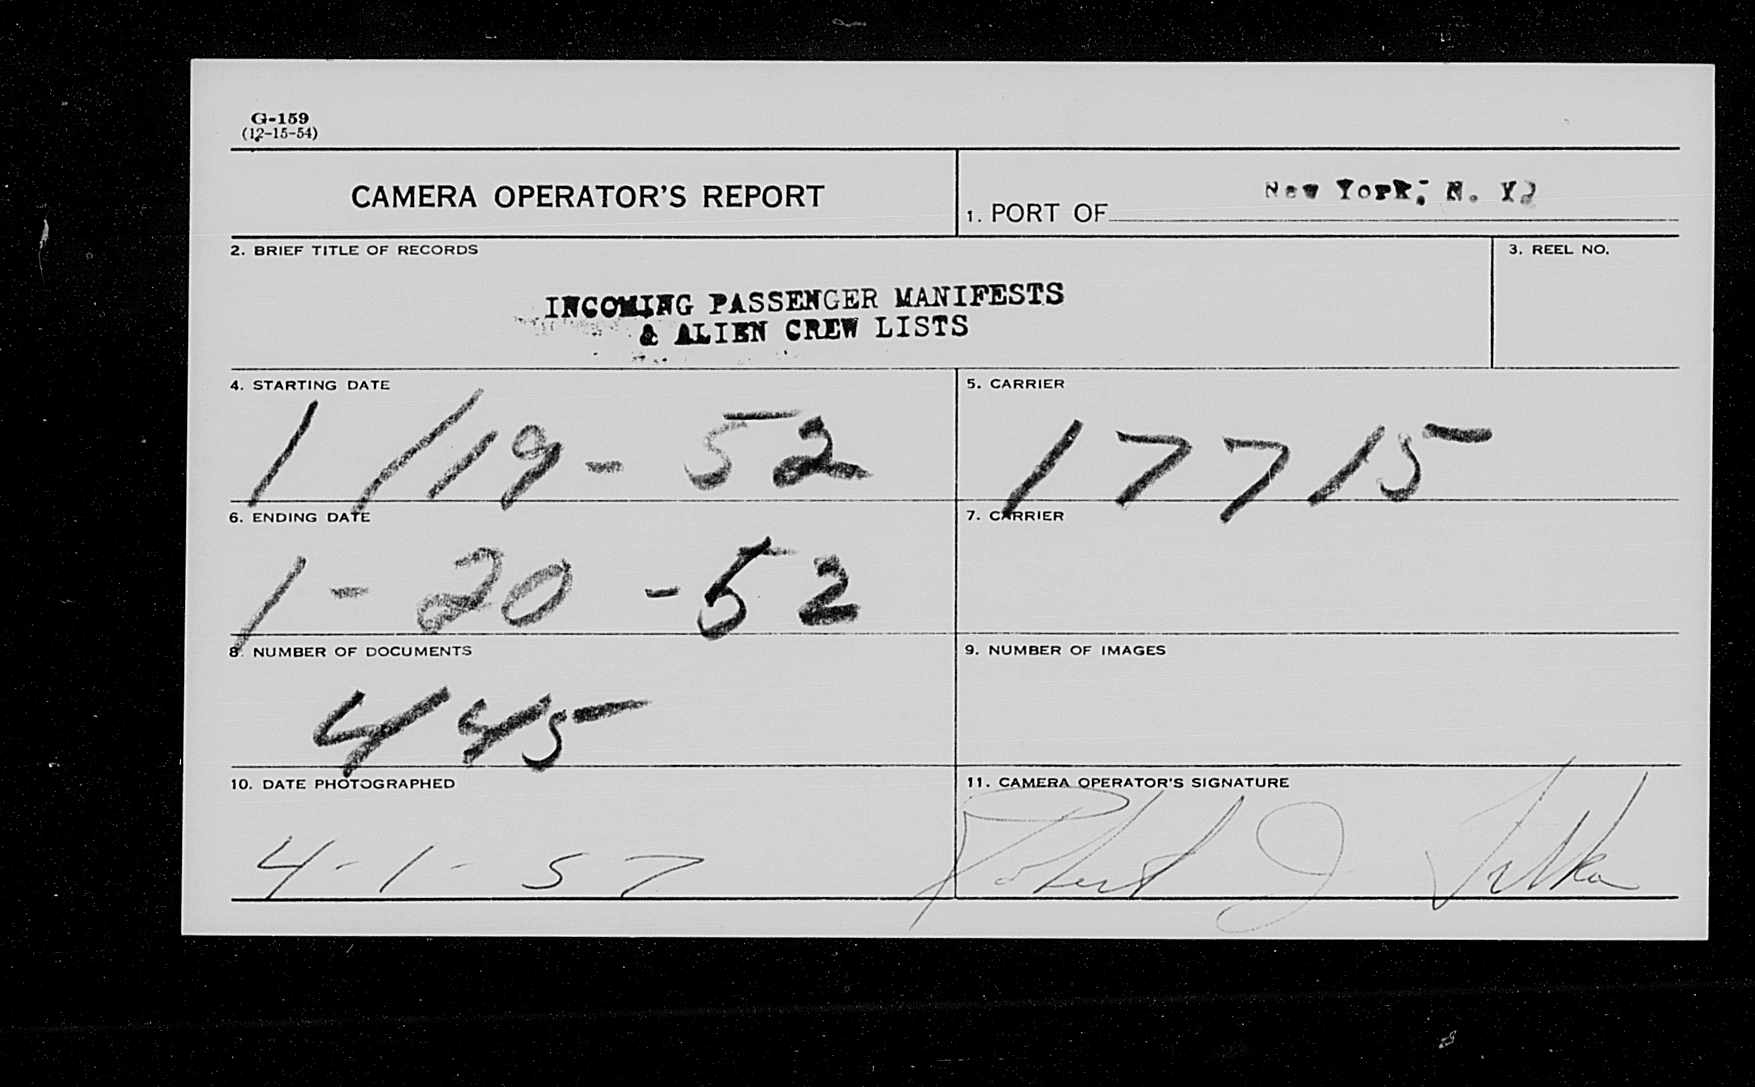 G-159
(12-15-54)
CAMERA OPERATOR'S REPORT
1. PORT OF New York, N. Y.
2. BRIEF TITLE OF RECORDS
3. REEL NO.
INCOMING PASSENGER MANIFESTS
& ALIEN CREW LISTS
4. STARTING DATE
1/19-52
5. CARRIER
17715
6. ENDING DATE
1-20-52
7. CARRIER
8. NUMBER OF DOCUMENTS
445
9. NUMBER OF IMAGES
10. DATE PHOTOGRAPHED
4-1-57
11. CAMERA OPERATOR'S SIGNATURE
Robert J